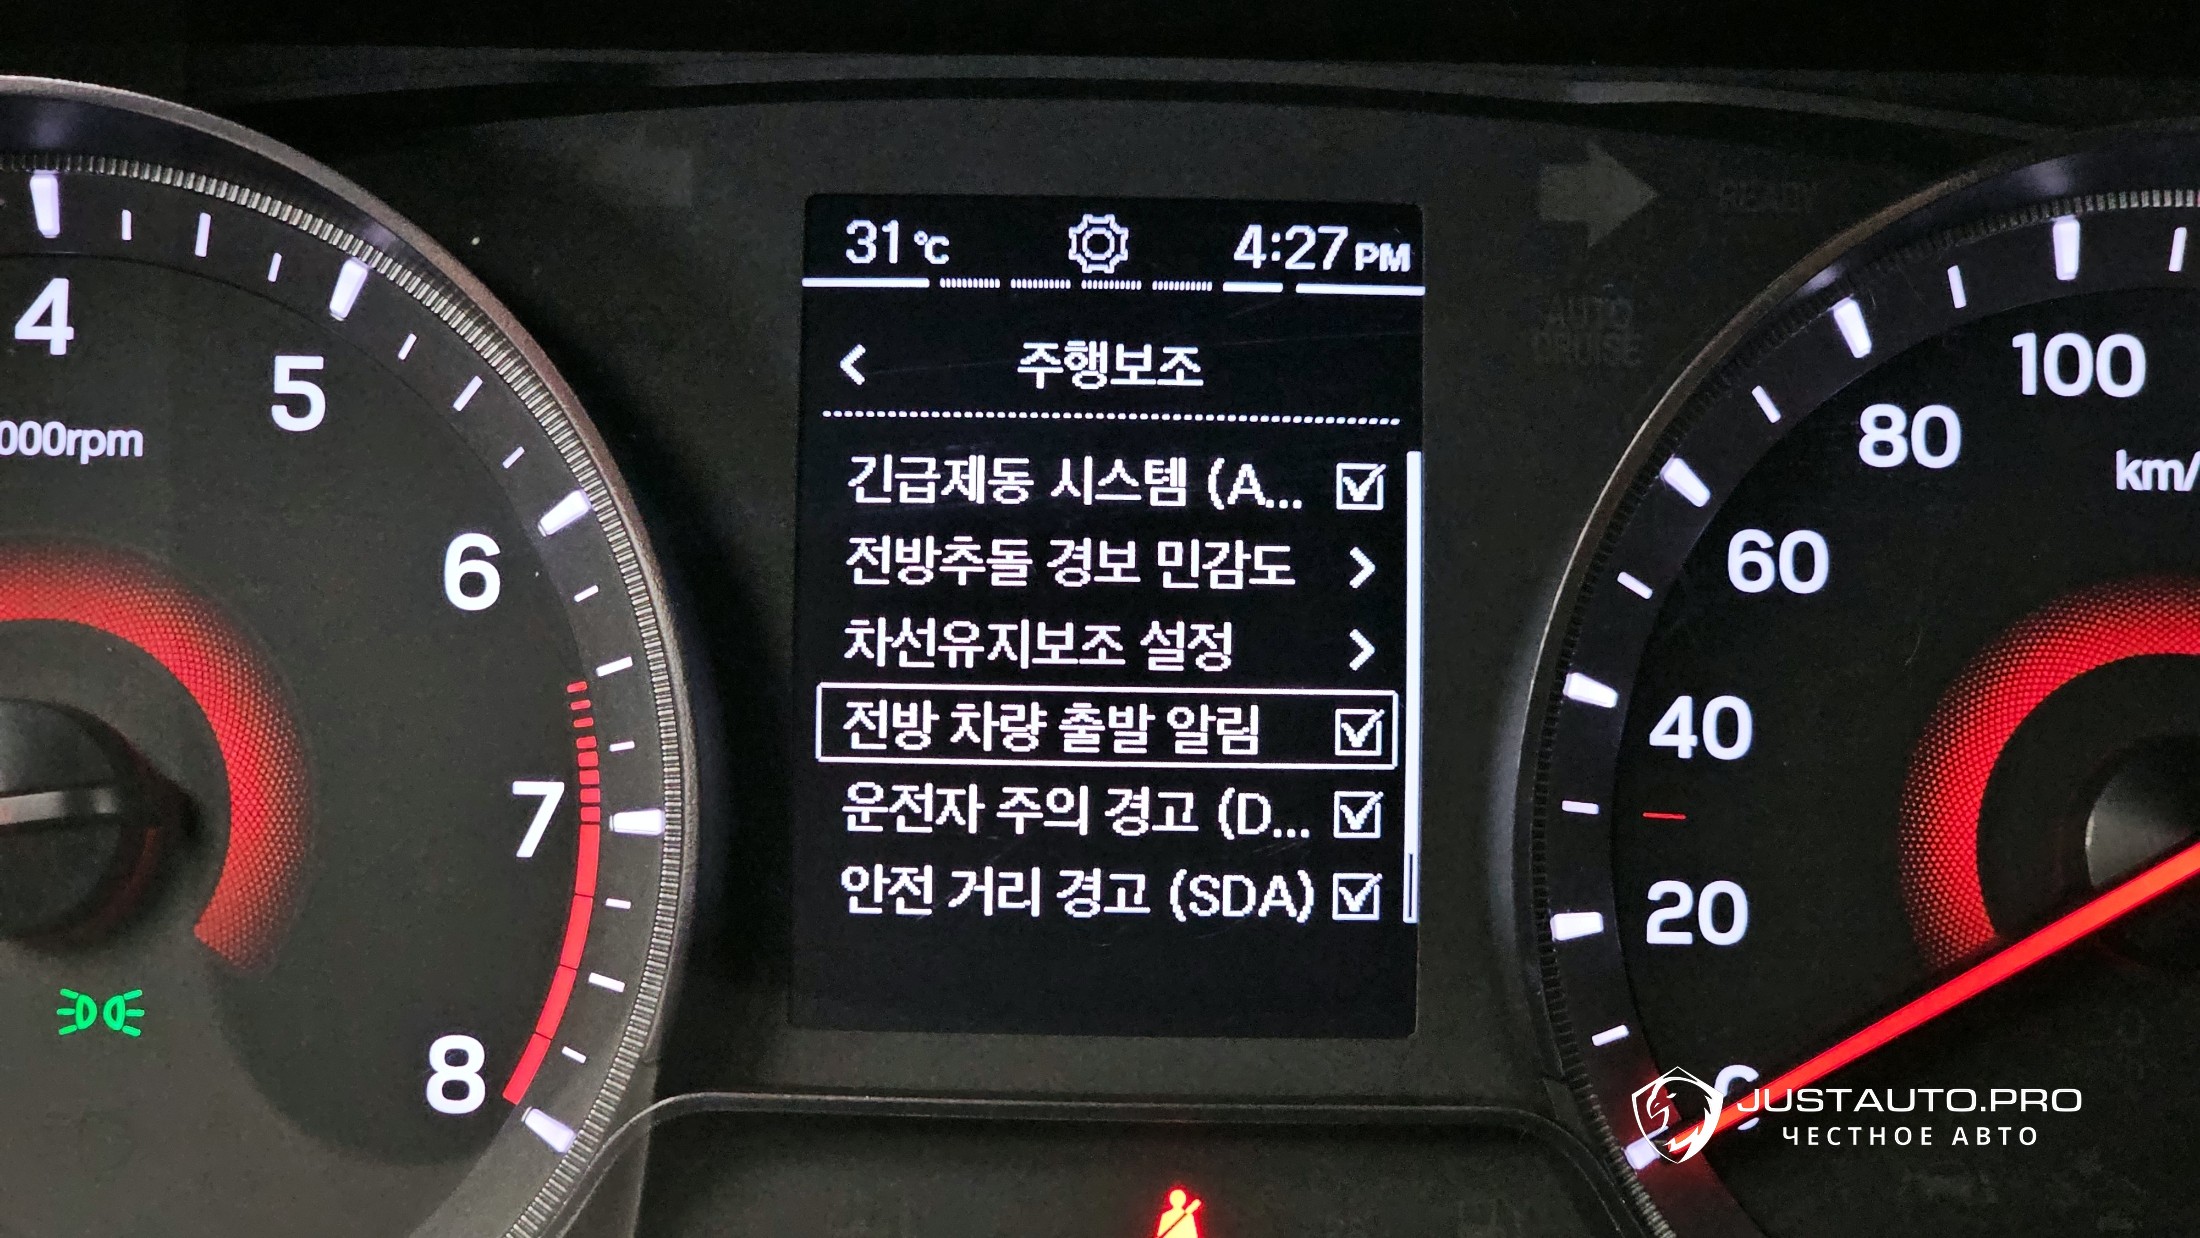 31 °C 4:27 PM
주행보조
긴급제동 시스템 (A...
전방추돌 경보 민감도
차선유지보조 설정
전방 차량 출발 알림
운전자 주의 경고 (D...
안전 거리 경고 (SDA)
4
5
6
7
8
000rpm
100
80
60
40
20
km/
READY
AUTO
CRUISE
JUSTAUTO.PRO
ЧЕСТНОЕ АВТО